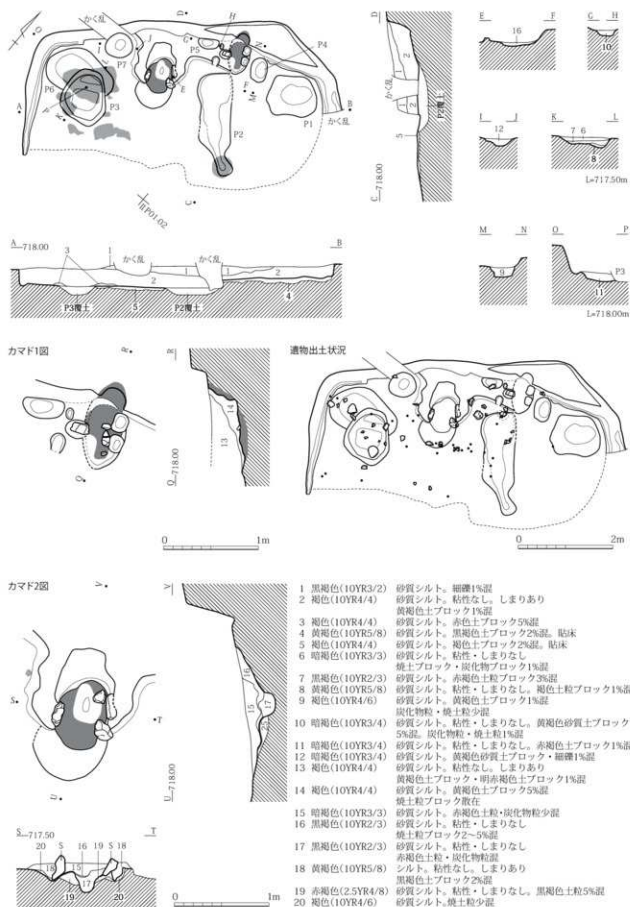 かく乱
D
H
E
F
G
H
16
10
Q
I
J
G
P5
N
P4
P7
P6
E
F
M
P3
A
P2
P1
B
かく乱
C
ⅡP01-02
D
2
かく乱
1
2
P2覆土
5
C 718.00
I
J
K
L
12
7 6
8
L=717.50m
A 718.00
3
1
かく乱
かく乱
B
1
1
2
2
P3覆土
5
P2覆土
4
M
N
O
P
9
P3
11
L=718.00m
カマド1図
R
R
14
13
Q
Q 718.00
0
1m
遺物出土状況
0
2m
カマド2図
V
V
S
T
U
16
15
17
25
U 718.00
S 717.50
T
20 18 S 15 16 19 S 18
17
19
20
0
1m
1 黒褐色(10YR3/2) 砂質シルト。細礫1%混
2 褐色(10YR4/4) 砂質シルト。粘性なし。しまりあり
黄褐色土ブロック1%混
3 褐色(10YR4/4) 砂質シルト。赤色土ブロック5%混
4 黄褐色(10YR5/8) 砂質シルト。黒褐色土ブロック2%混。貼床
5 褐色(10YR4/4) 砂質シルト。褐色土ブロック2%混。貼床
6 暗褐色(10YR3/3) 砂質シルト。粘性・しまりなし
焼土ブロック・炭化物ブロック1%混
7 黒褐色(10YR2/3) 砂質シルト。赤褐色土粒ブロック3%混
8 黄褐色(10YR5/8) 砂質シルト。粘性・しまりなし。褐色土粒ブロック1%混
9 褐色(10YR4/6) 砂質シルト。黄褐色土ブロック1%混
炭化物粒・焼土粒少混
10 暗褐色(10YR3/4) 砂質シルト。粘性・しまりなし。黄褐色砂質土ブロック
5%混。炭化物粒・焼土粒1%混
11 暗褐色(10YR3/4) 砂質シルト。粘性・しまりなし。赤褐色土ブロック1%混
12 暗褐色(10YR3/4) 砂質シルト。黄褐色砂質土ブロック・細礫1%混
13 褐色(10YR4/4) 砂質シルト。粘性なし。しまりあり
黄褐色土ブロック・明赤褐色土ブロック1%混
14 褐色(10YR4/4) 砂質シルト。黄褐色土ブロック5%混
焼土粒ブロック散在
15 暗褐色(10YR3/3) 砂質シルト。赤褐色土粒・炭化物粒少混
16 黒褐色(10YR2/3) 砂質シルト。粘性・しまりなし
焼土ブロック2～5%混
17 黒褐色(10YR2/3) 砂質シルト。粘性・しまりなし
赤褐色土粒・炭化物粒混
18 黄褐色(10YR5/8) シルト。粘性なし。しまりあり
黒褐色土ブロック2%混
19 赤褐色(2.5YR4/8) 砂質シルト。粘性・しまりなし。黒褐色土粒5%混
20 褐色(10YR4/6) 砂質シルト。焼土粒少混